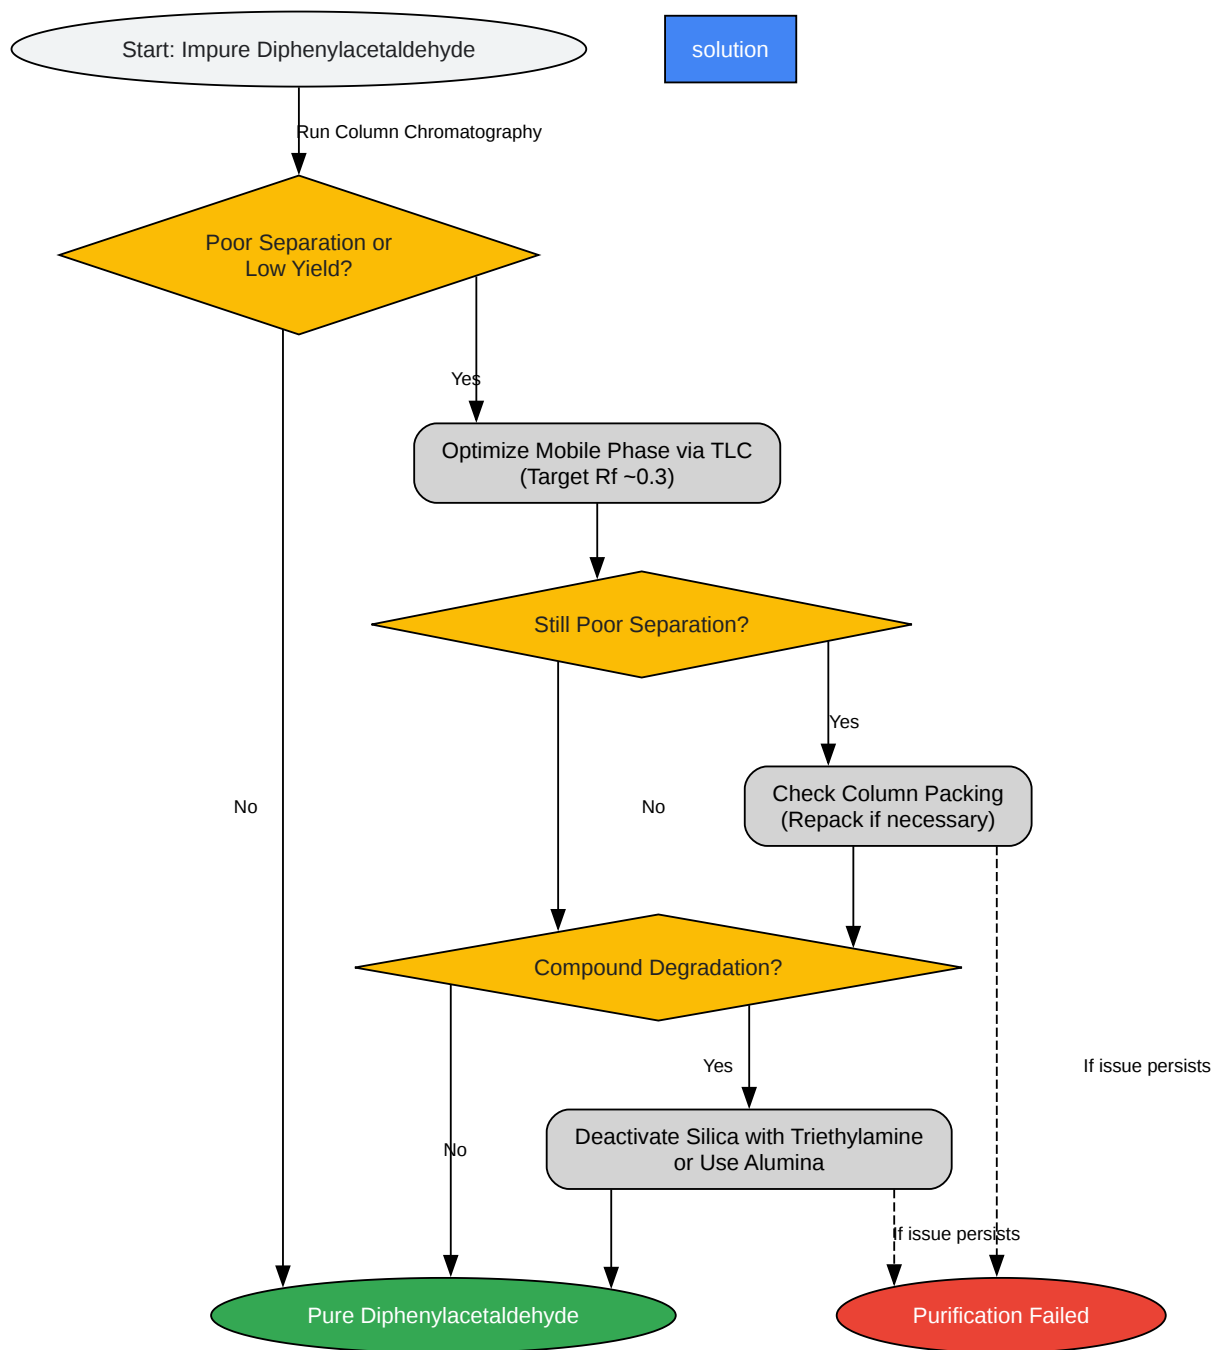 Start: Impure Diphenylacetaldehyde
solution
Run Column Chromatography
Poor Separation or
Low Yield?
Yes
Optimize Mobile Phase via TLC
(Target Rf ~0.3)
Still Poor Separation?
Yes
Check Column Packing
(Repack if necessary)
No
No
Compound Degradation?
Yes
If issue persists
Deactivate Silica with Triethylamine
or Use Alumina
No
If issue persists
Pure Diphenylacetaldehyde
Purification Failed